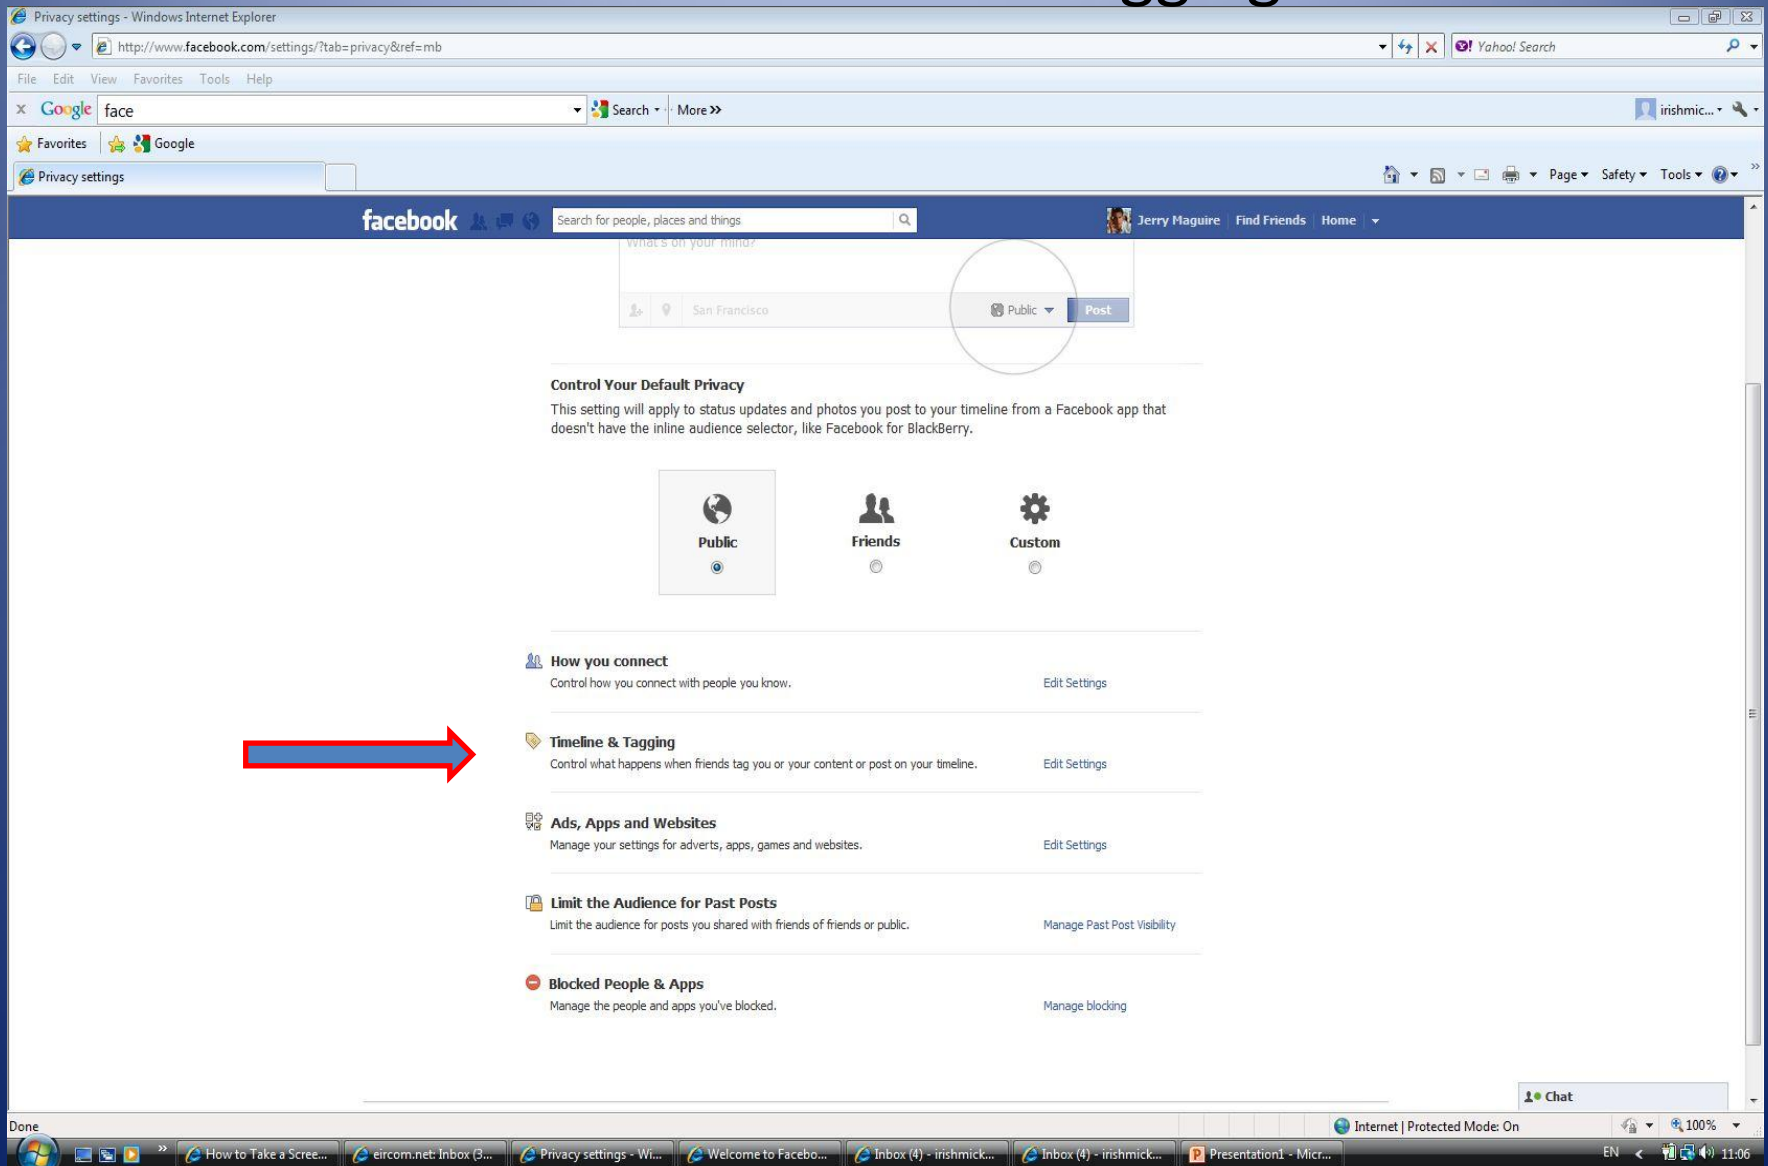 Privacy settings - Windows Internet Explorer
http://www.facebook.com/settings/?tab=privacy&ref=mb
Yahoo! Search
File Edit View Favorites Tools Help
x Google face Search More >> irishmic...
Favorites Google
Privacy settings
Page Safety Tools
facebook Search for people, places and things Jerry Maguire Find Friends Home
What's on your mind?
San Francisco Public Post
Control Your Default Privacy
This setting will apply to status updates and photos you post to your timeline from a Facebook app that
doesn't have the inline audience selector, like Facebook for BlackBerry.
Public Friends Custom
How you connect
Control how you connect with people you know. Edit Settings
Timeline & Tagging
Control what happens when friends tag you or your content or post on your timeline. Edit Settings
Ads, Apps and Websites
Manage your settings for adverts, apps, games and websites. Edit Settings
Limit the Audience for Past Posts
Limit the audience for posts you shared with friends of friends or public. Manage Past Post Visibility
Blocked People & Apps
Manage the people and apps you've blocked. Manage blocking
Chat
Done Internet | Protected Mode: On 100%
How to Take a Scree... eircom.net: Inbox (3... Privacy settings - Wi... Welcome to Facebo... Inbox (4) - irishmick... Inbox (4) - irishmick... Presentation1 - Micr... EN 11:06